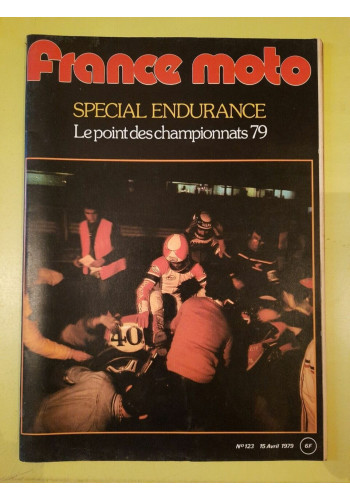 france moto
SPECIAL ENDURANCE
Le point des championnats 79
40
N° 123 15 Avril 1979 6F